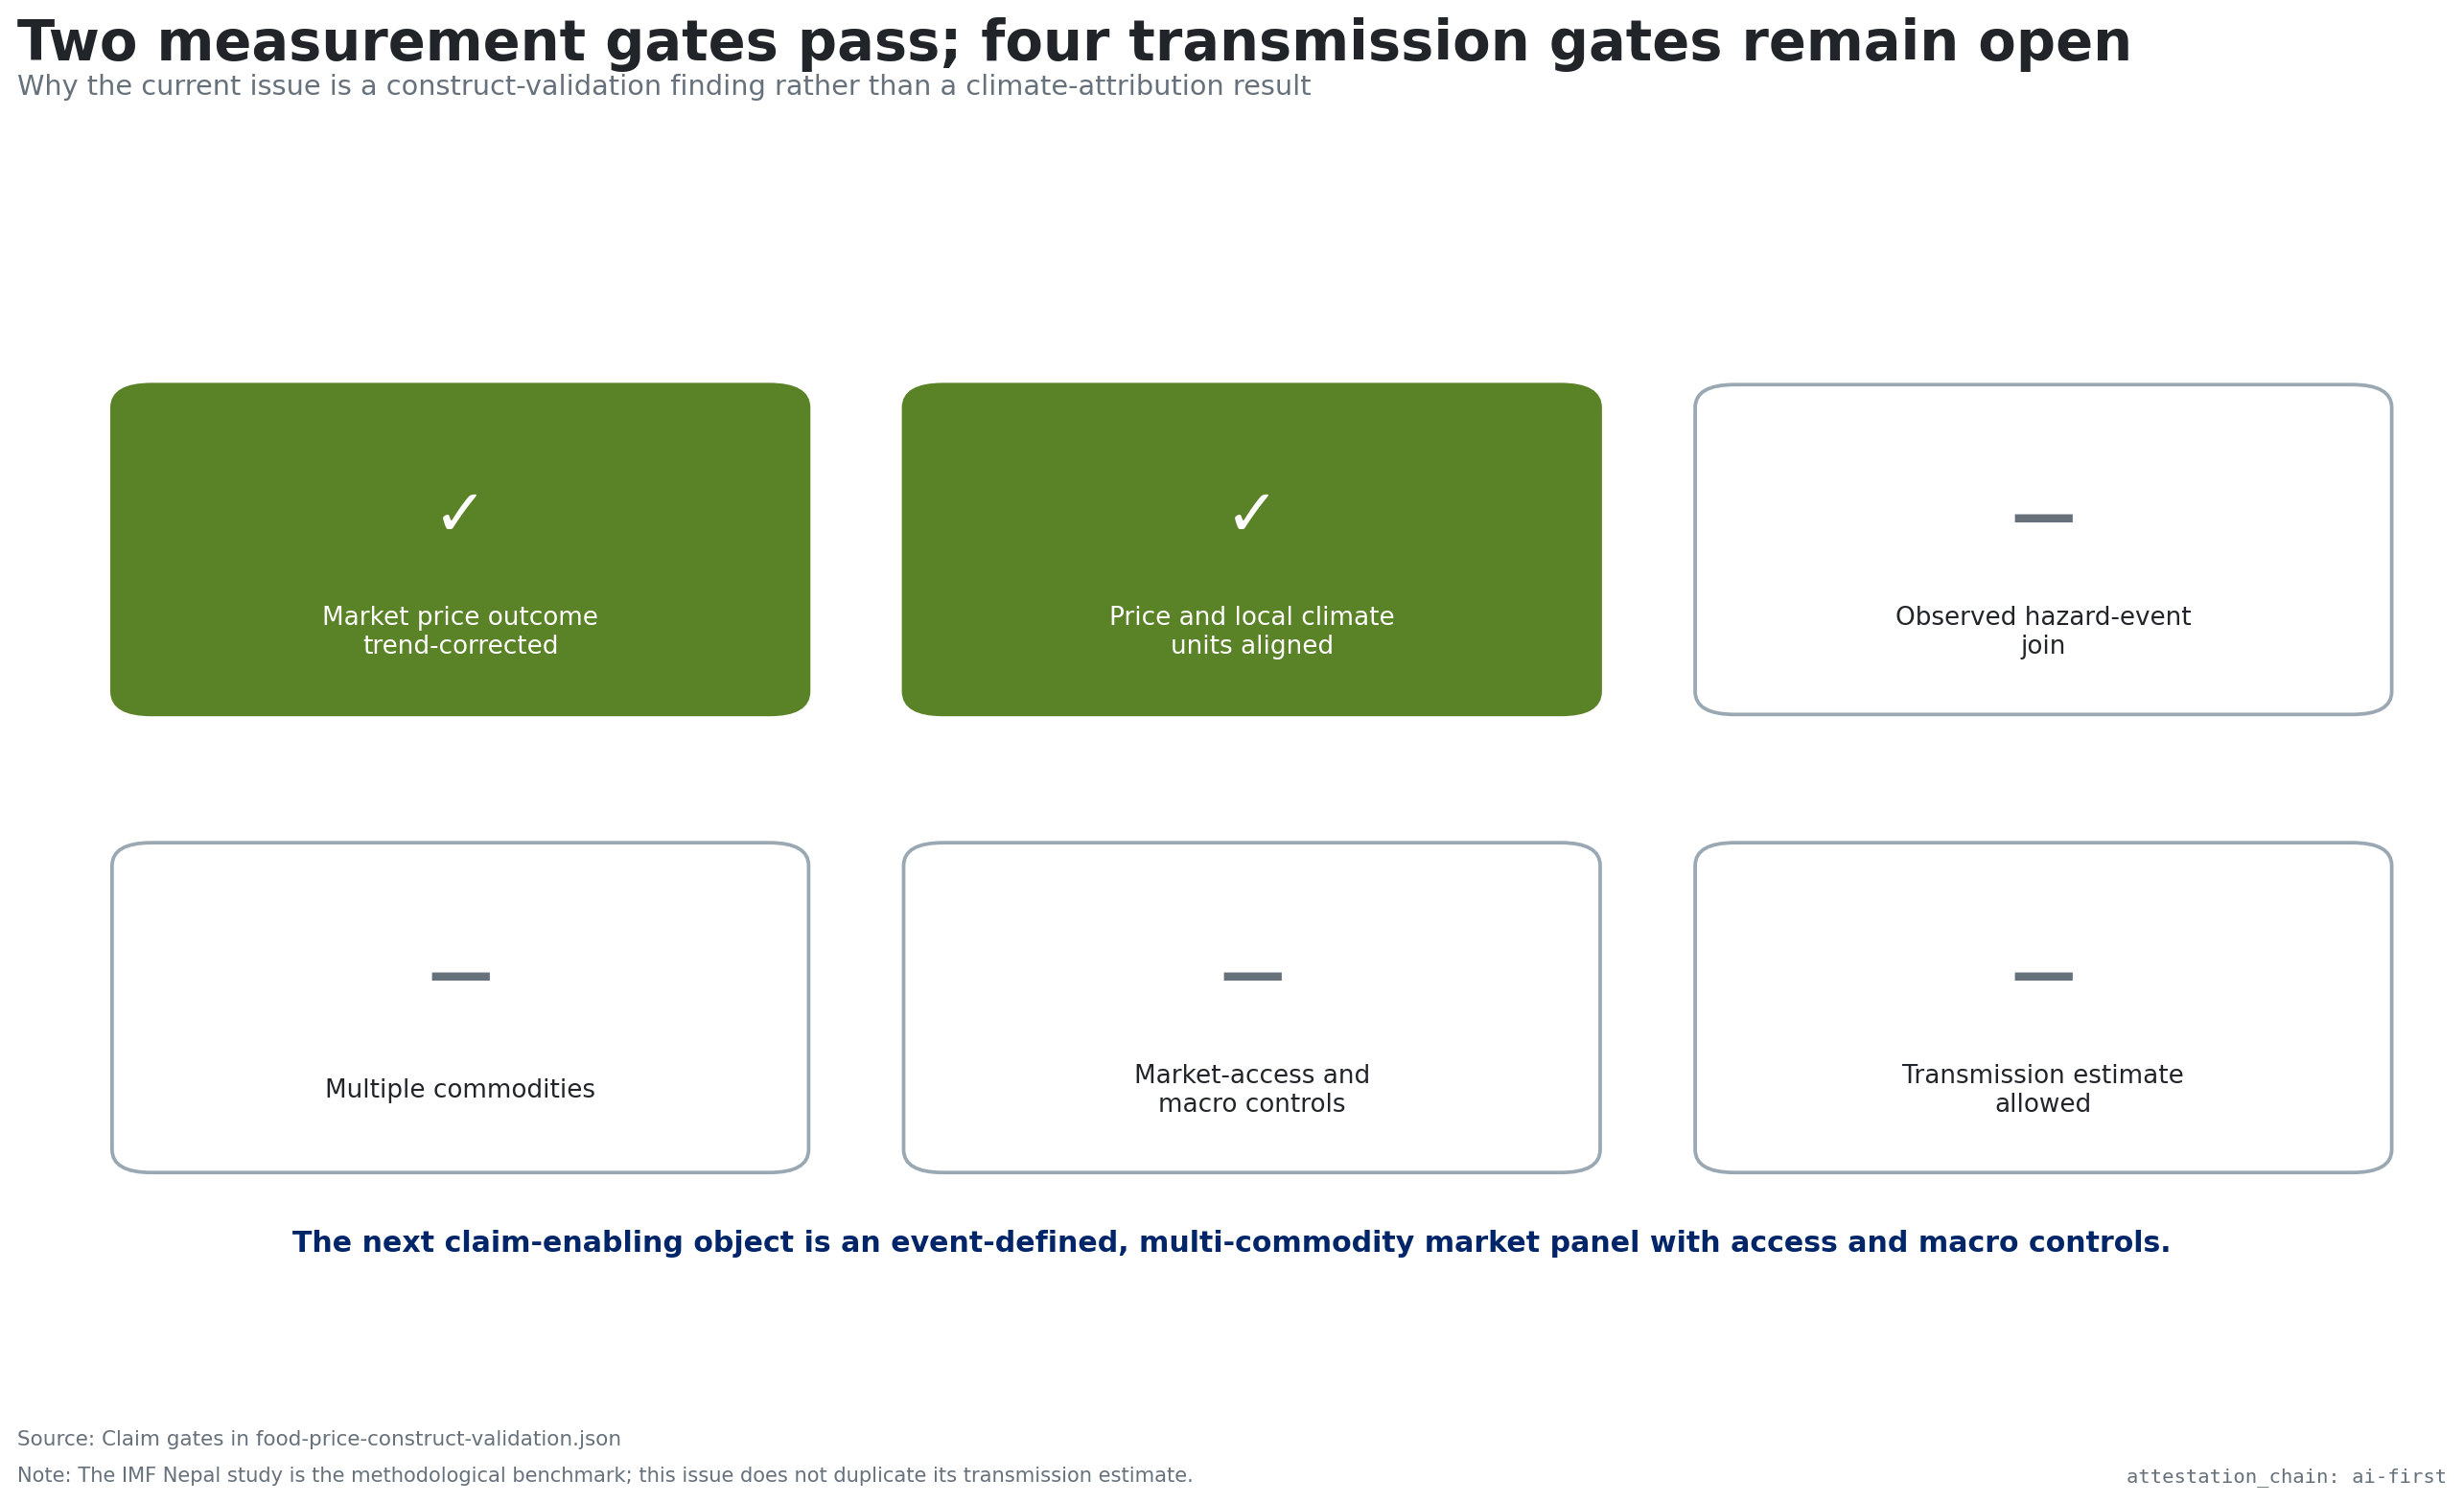 Two measurement gates pass; four transmission gates remain open
Why the current issue is a construct-validation finding rather than a climate-attribution result
✓
Market price outcome
trend-corrected
✓
Price and local climate
units aligned
—
Observed hazard-event
join
—
Multiple commodities
—
Market-access and
macro controls
—
Transmission estimate
allowed
The next claim-enabling object is an event-defined, multi-commodity market panel with access and macro controls.
Source: Claim gates in food-price-construct-validation.json
Note: The IMF Nepal study is the methodological benchmark; this issue does not duplicate its transmission estimate.
attestation_chain: ai-first